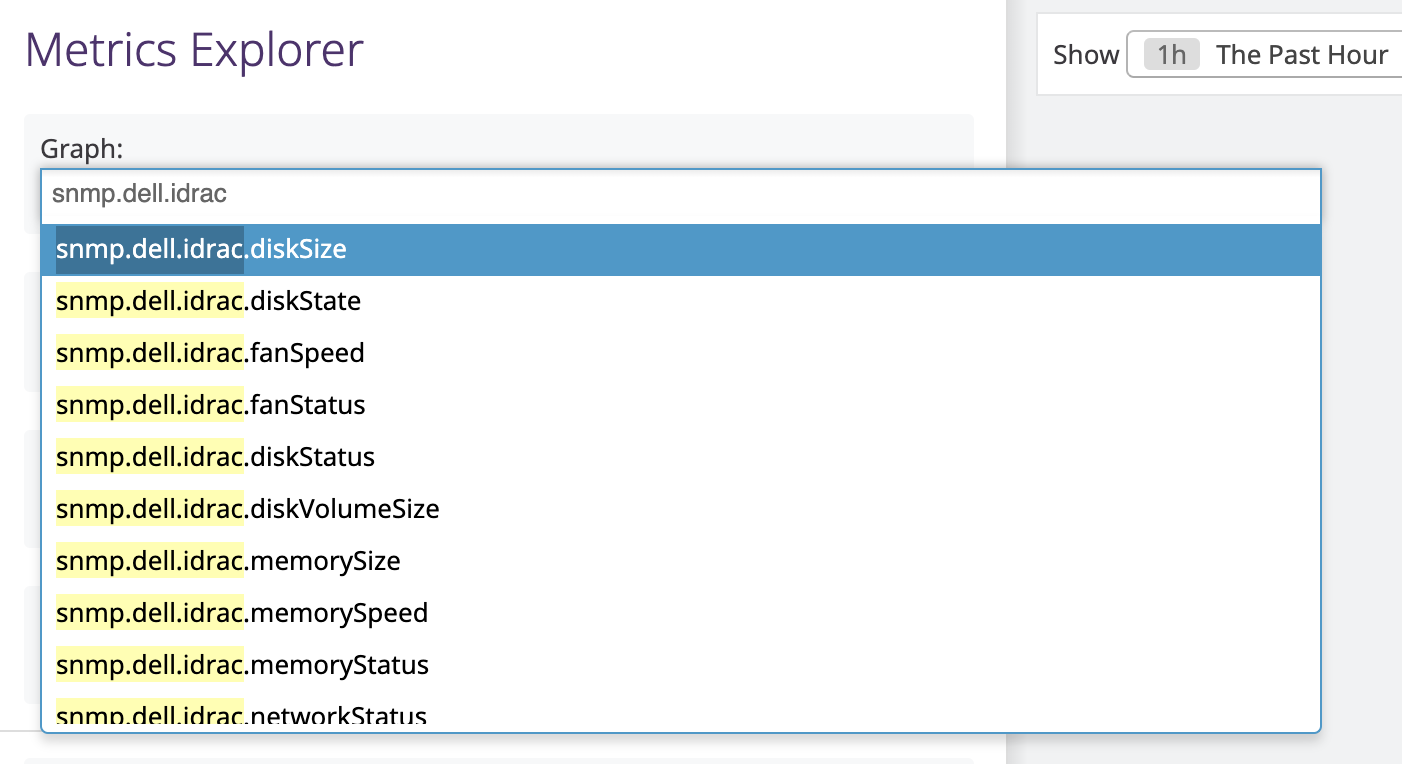 Metrics Explorer
Show 1h The Past Hour
Graph:
snmp.dell.idrac
snmp.dell.idrac.diskSize
snmp.dell.idrac.diskState
snmp.dell.idrac.fanSpeed
snmp.dell.idrac.fanStatus
snmp.dell.idrac.diskStatus
snmp.dell.idrac.diskVolumeSize
snmp.dell.idrac.memorySize
snmp.dell.idrac.memorySpeed
snmp.dell.idrac.memoryStatus
snmp.dell.idrac.networkStatus